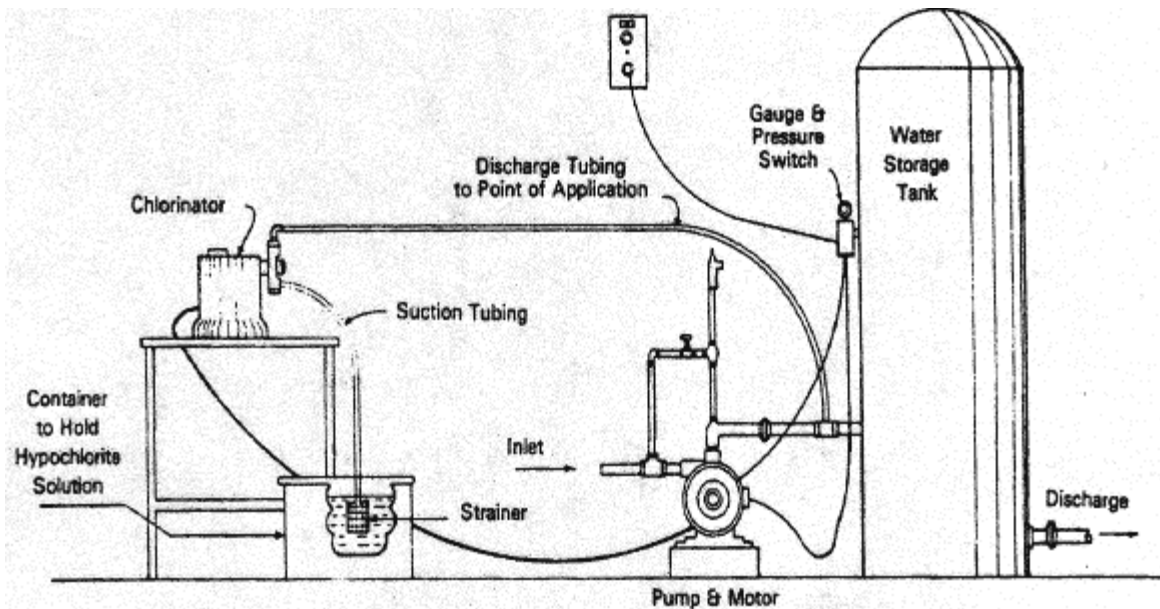 Gauge &
Pressure
Switch
Water
Storage
Tank
Discharge Tubing
to Point of Application
Chlorinator
Suction Tubing
Container
to Hold
Hypochlorite
Solution
Inlet
Strainer
Discharge
Pump & Motor